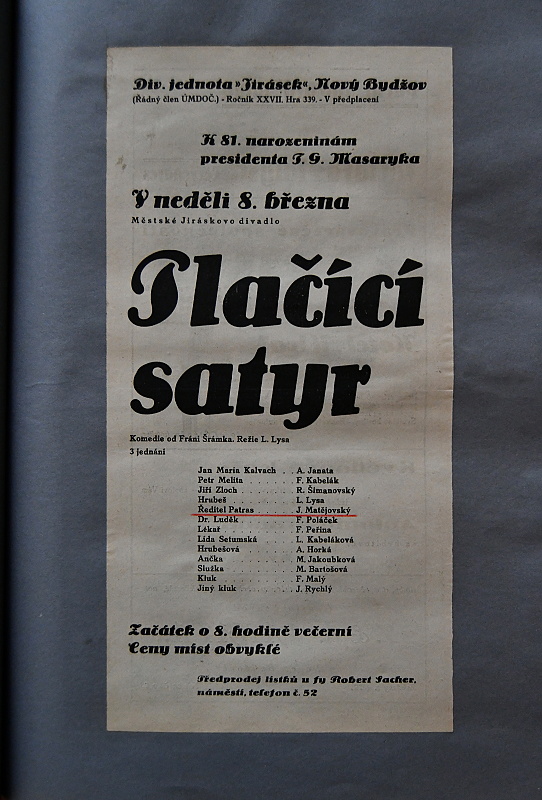 Div. jednota »Jirásek«, Nový Bydžov
(Řádný člen ÚMDOČ.) - Ročník XXVII. Hra 339. - V předplacení
K 81. narozeninám
presidenta T. G. Masaryka
V neděli 8. března
Městské Jiráskovo divadlo
Plačící
satyr
Komedie od Fráni Šrámka. Režie L. Lysa
3 jednání
Jan Maria Kalvach . . A. Janata
Petr Melita . . . . . . F. Kabelák
Jiří Zloch . . . . . . . R. Šimanovský
Hrubeš . . . . . . . L. Lysa
Ředitel Patras . . . . . J. Matějovský
Dr. Luděk . . . . . . F. Poláček
Lékař . . . . . . . . F. Peřina
Lida Setumská . . . . L. Kabeláková
Hrubešová . . . . . . A. Horká
Ančka . . . . . . . . M. Jakoubková
Služka . . . . . . . . M. Bartošová
Kluk . . . . . . . . . F. Malý
Jiný kluk . . . . . . . J. Rychlý
Začátek o 8. hodině večerní
Ceny míst obvyklé
Předprodej lístků u fy Robert Sacher,
náměstí, telefon č. 52